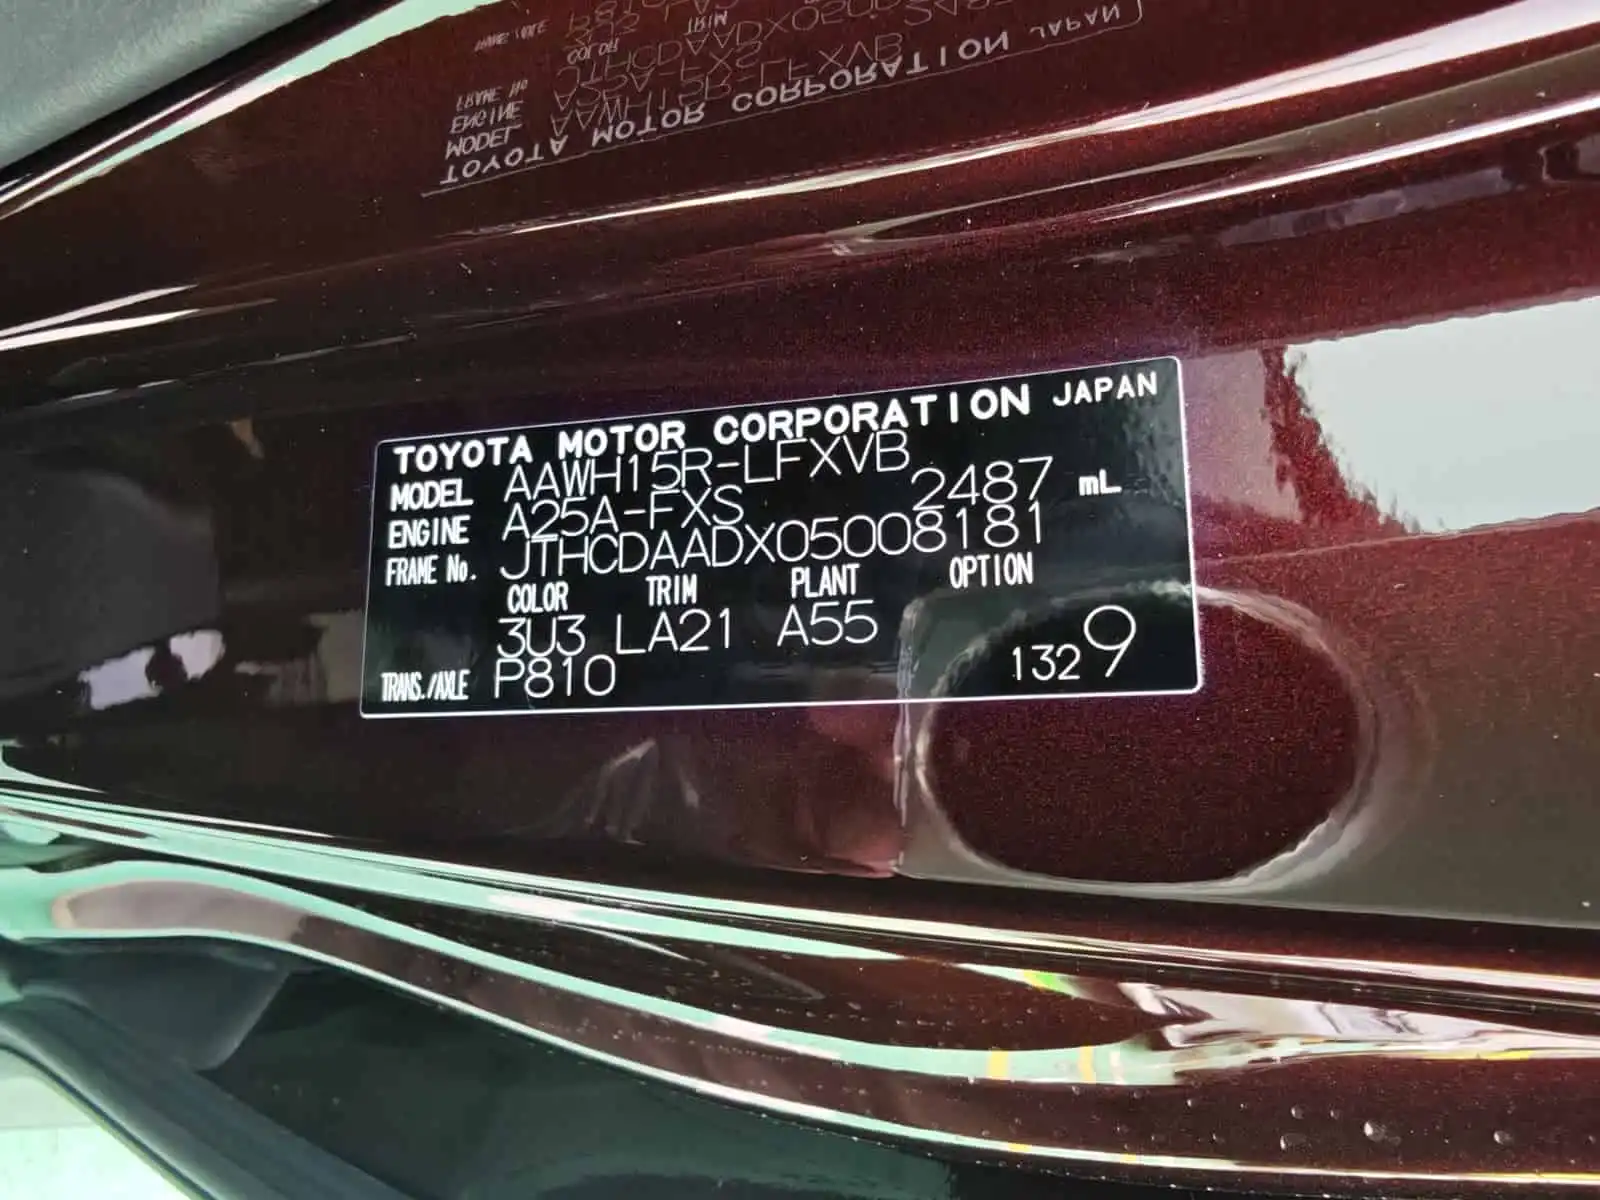 TOYOTA MOTOR CORPORATION JAPAN
MODEL AAWH15R-LFXVB
ENGINE A25A-FXS 2487 mL
FRAME No. JTHCDAADX05008181
COLOR TRIM PLANT OPTION
3U3 LA21 A55
TRANS./AXLE P810 1329